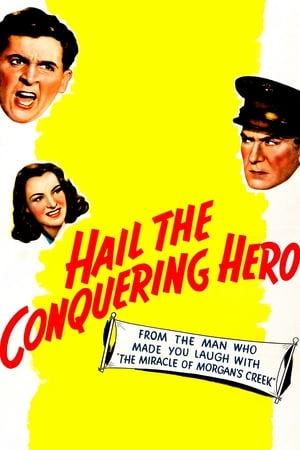 HAIL THE
CONQUERING HERO
FROM THE MAN WHO
MADE YOU LAUGH WITH
"THE MIRACLE OF MORGAN'S CREEK"